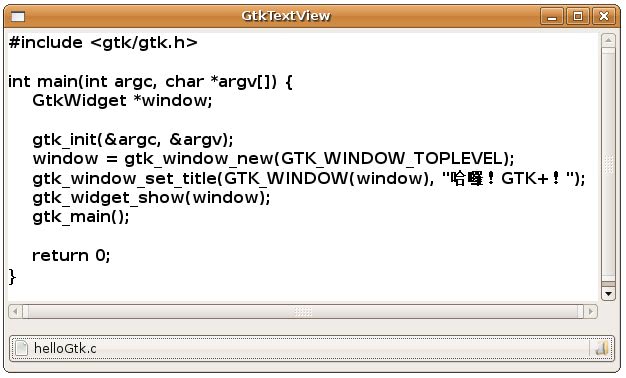 GtkTextView
#include <gtk/gtk.h>
int main(int argc, char *argv[]) {
    GtkWidget *window;
    gtk_init(&argc, &argv);
    window = gtk_window_new(GTK_WINDOW_TOPLEVEL);
    gtk_window_set_title(GTK_WINDOW(window), "哈囉！GTK+！");
    gtk_widget_show(window);
    gtk_main();
    return 0;
}
helloGtk.c